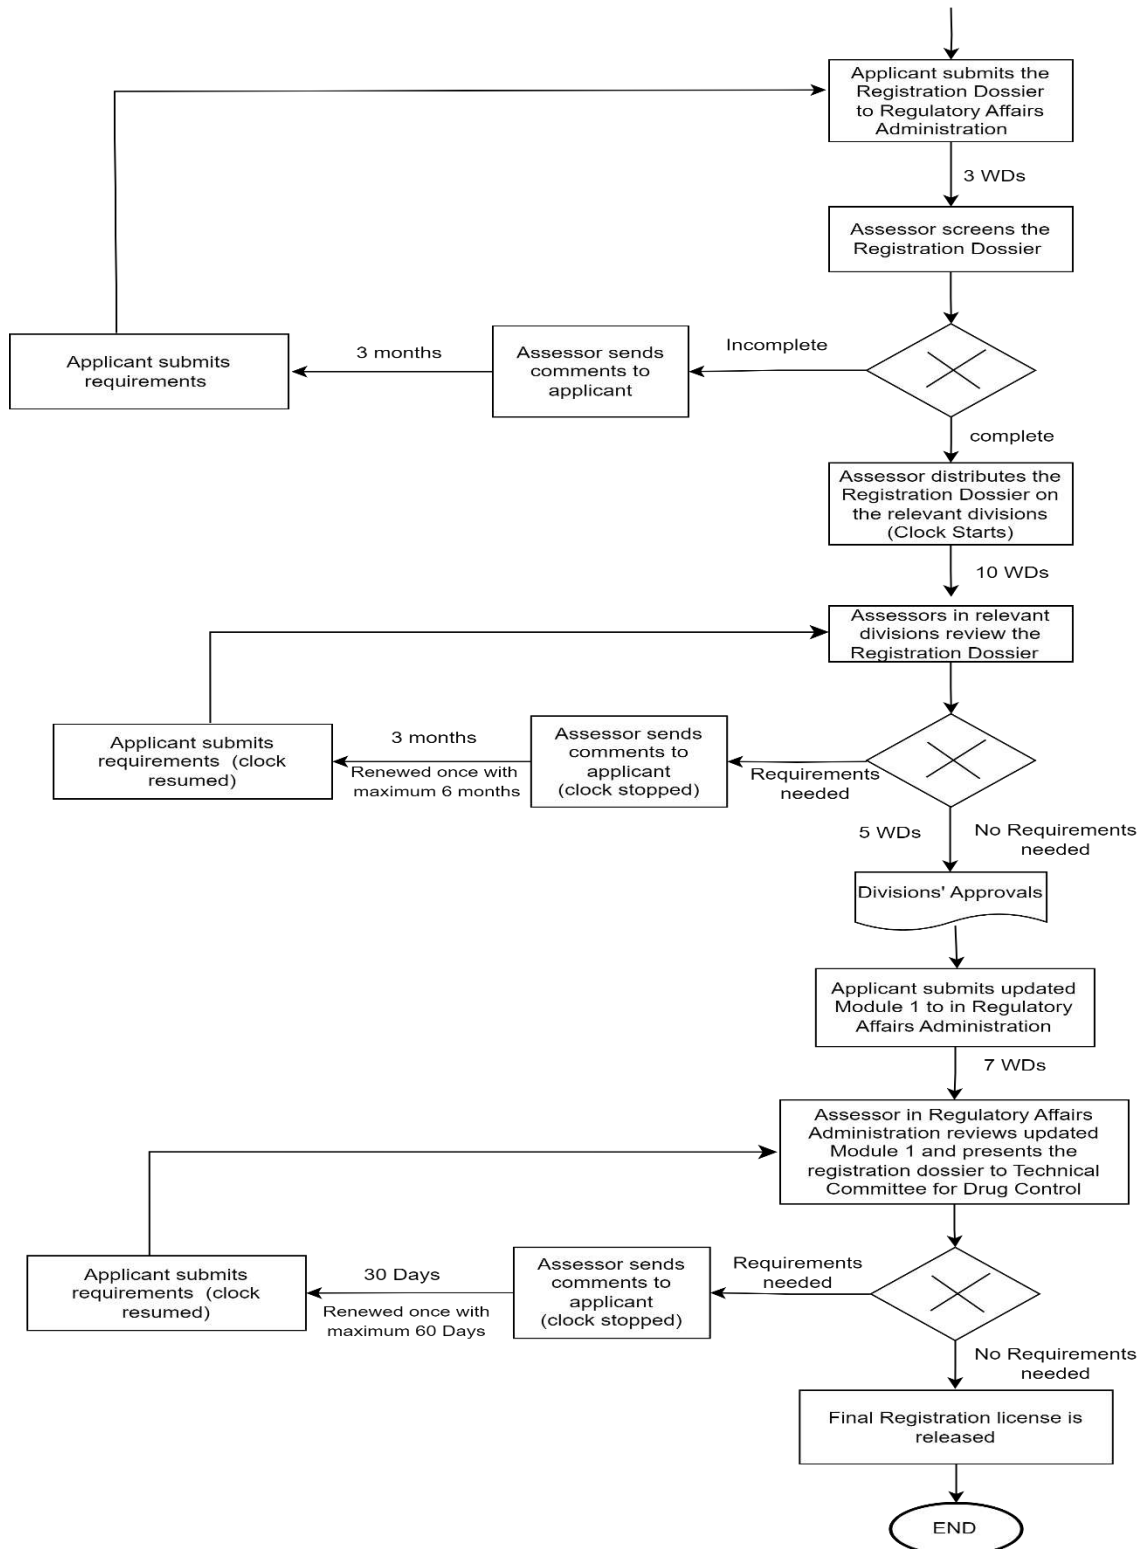 Applicant submits the
Registration Dossier
to Regulatory Affairs
Administration
3 WDs
Assessor screens the
Registration Dossier
Incomplete
Assessor sends
comments to
applicant
3 months
Applicant submits
requirements
complete
Assessor distributes the
Registration Dossier on
the relevant divisions
(Clock Starts)
10 WDs
Assessors in relevant
divisions review the
Registration Dossier
Requirements
needed
Assessor sends
comments to
applicant
(clock stopped)
3 months
Renewed once with
maximum 6 months
Applicant submits
requirements (clock
resumed)
5 WDs
No Requirements
needed
Divisions' Approvals
Applicant submits updated
Module 1 to in Regulatory
Affairs Administration
7 WDs
Assessor in Regulatory Affairs
Administration reviews updated
Module 1 and presents the
registration dossier to Technical
Committee for Drug Control
Requirements
needed
Assessor sends
comments to
applicant
(clock stopped)
30 Days
Renewed once with
maximum 60 Days
Applicant submits
requirements (clock
resumed)
No Requirements
needed
Final Registration license is
released
END